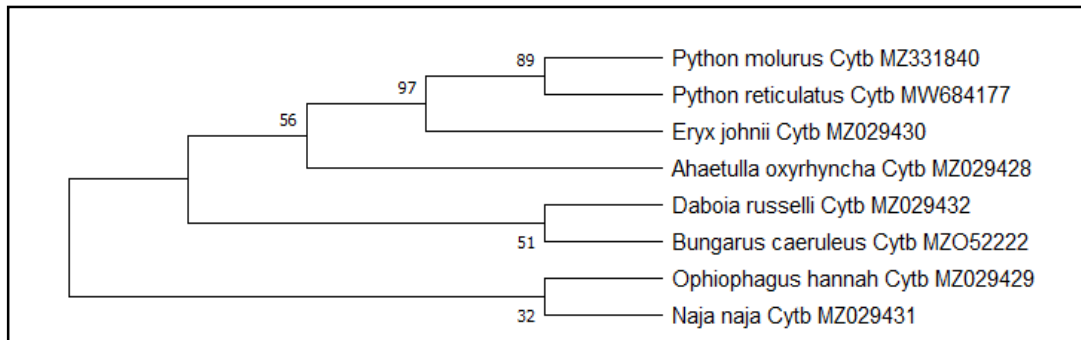 89
Python molurus Cytb MZ331840
97
Python reticulatus Cytb MW684177
56
Eryx johnii Cytb MZ029430
Ahaetulla oxyrhyncha Cytb MZ029428
Daboia russelli Cytb MZ029432
51
Bungarus caeruleus Cytb MZO52222
Ophiophagus hannah Cytb MZ029429
32
Naja naja Cytb MZ029431